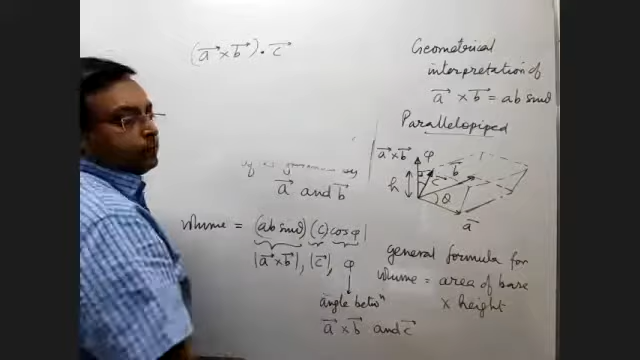 (a⃗ × b⃗) · c⃗
a⃗ and b⃗
volume = (ab sinθ) (c) cosφ|
|a⃗ × b⃗|, |c⃗|, φ
angle betwⁿ
a⃗ × b⃗ and c⃗
Geometrical
interpretation of
a⃗ × b⃗ = ab sinθ
Parallelopiped
a⃗ × b⃗
φ
h
c
b
θ
a⃗
general formula for
volume = area of base
× height